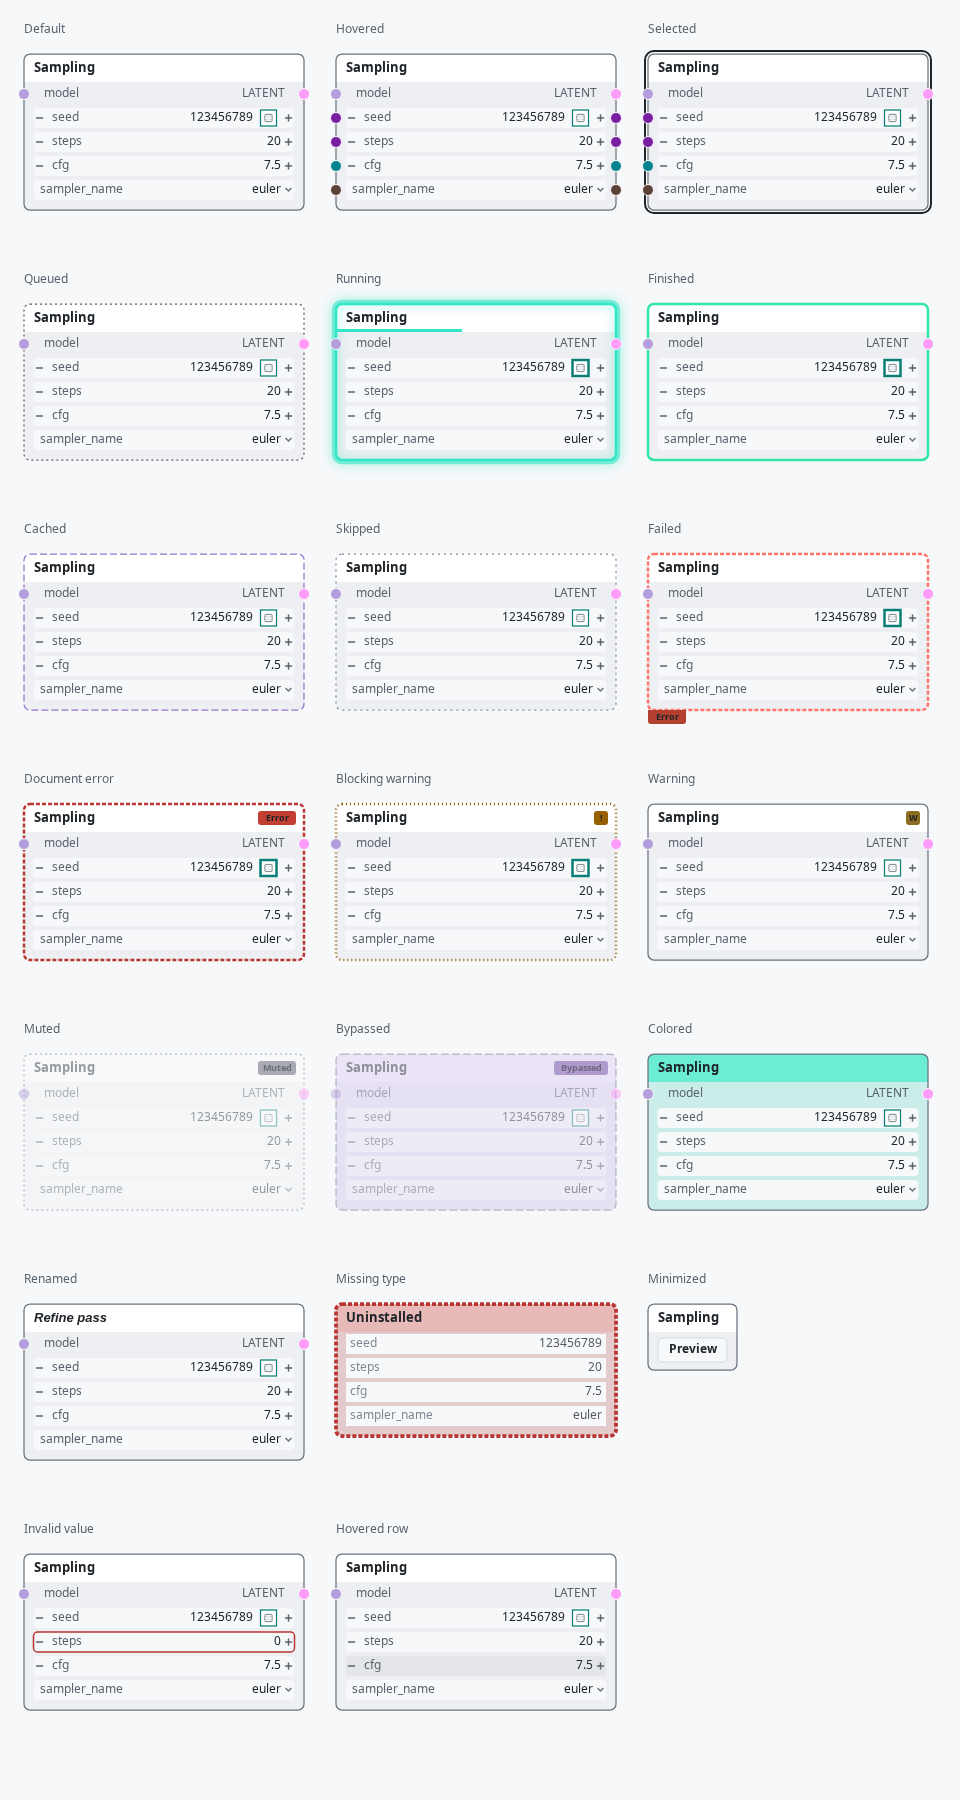 Default
Sampling
model LATENT
seed 123456789
steps 20
cfg 7.5
sampler_name euler
Hovered
Sampling
model LATENT
seed 123456789
steps 20
cfg 7.5
sampler_name euler
Selected
Sampling
model LATENT
seed 123456789
steps 20
cfg 7.5
sampler_name euler
Queued
Sampling
model LATENT
seed 123456789
steps 20
cfg 7.5
sampler_name euler
Running
Sampling
model LATENT
seed 123456789
steps 20
cfg 7.5
sampler_name euler
Finished
Sampling
model LATENT
seed 123456789
steps 20
cfg 7.5
sampler_name euler
Cached
Sampling
model LATENT
seed 123456789
steps 20
cfg 7.5
sampler_name euler
Skipped
Sampling
model LATENT
seed 123456789
steps 20
cfg 7.5
sampler_name euler
Failed
Sampling
model LATENT
seed 123456789
steps 20
cfg 7.5
sampler_name euler
Error
Document error
Sampling Error
model LATENT
seed 123456789
steps 20
cfg 7.5
sampler_name euler
Blocking warning
Sampling !
model LATENT
seed 123456789
steps 20
cfg 7.5
sampler_name euler
Warning
Sampling W
model LATENT
seed 123456789
steps 20
cfg 7.5
sampler_name euler
Muted
Sampling Muted
model LATENT
seed 123456789
steps 20
cfg 7.5
sampler_name euler
Bypassed
Sampling Bypassed
model LATENT
seed 123456789
steps 20
cfg 7.5
sampler_name euler
Colored
Sampling
model LATENT
seed 123456789
steps 20
cfg 7.5
sampler_name euler
Renamed
Refine pass
model LATENT
seed 123456789
steps 20
cfg 7.5
sampler_name euler
Missing type
Uninstalled
seed 123456789
steps 20
cfg 7.5
sampler_name euler
Minimized
Sampling
Preview
Invalid value
Sampling
model LATENT
seed 123456789
steps 0
cfg 7.5
sampler_name euler
Hovered row
Sampling
model LATENT
seed 123456789
steps 20
cfg 7.5
sampler_name euler